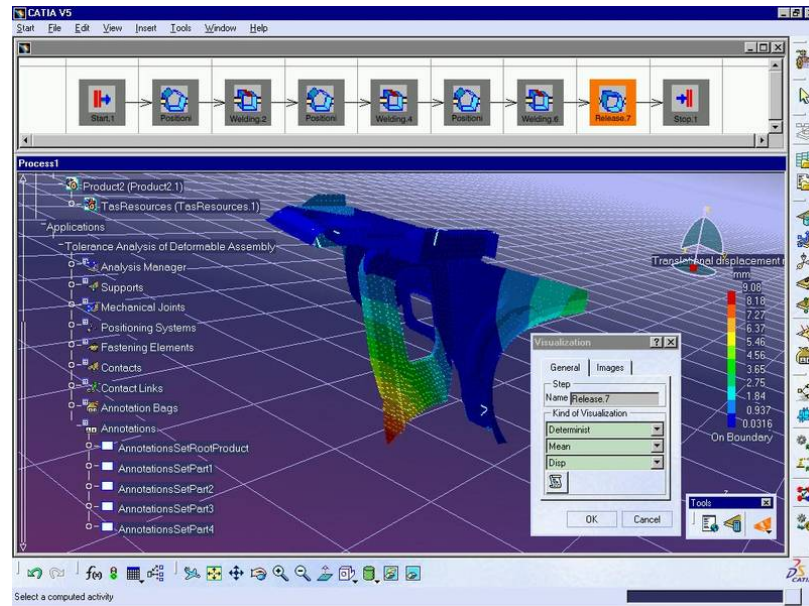 CATIA V5
Start File Edit View Insert Tools Window Help
Start.1 Positioni Welding.2 Positioni Welding.4 Positioni Welding.6 Release.7 Stop.1
Process1
Product2 (Product2.1)
TasResources (TasResources.1)
Applications
Tolerance Analysis of Deformable Assembly
Analysis Manager
Supports
Mechanical Joints
Positioning Systems
Fastening Elements
Contacts
Contact Links
Annotation Bags
Annotations
AnnotationsSetRootProduct
AnnotationsSetPart1
AnnotationsSetPart2
AnnotationsSetPart3
AnnotationsSetPart4
Translational displacement
mm
9.08
8.18
7.27
6.37
5.46
4.56
3.65
2.75
1.84
0.937
0.0316
On Boundary
Visualization
General Images
Step
Name Release.7
Kind of Visualization
Determinist
Mean
Disp
OK Cancel
Tools
f(x)
CATIA
Select a computed activity